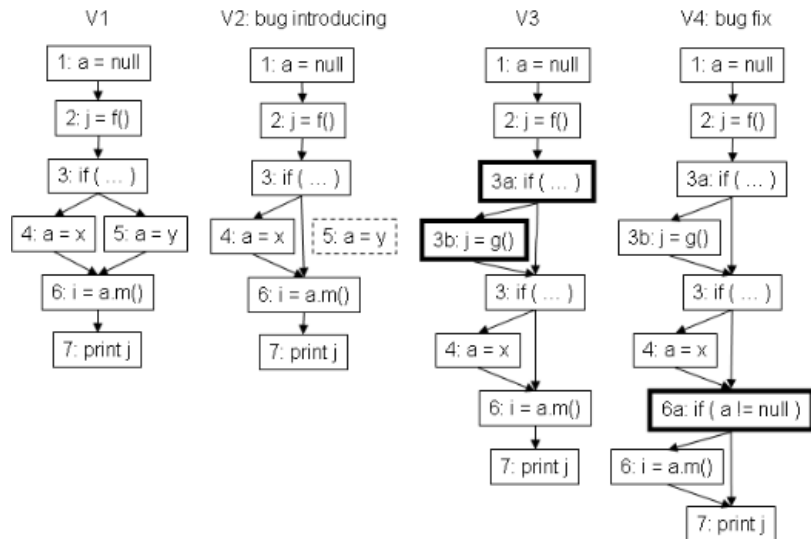 V1
1: a = null
2: j = f()
3: if ( ... )
4: a = x
5: a = y
6: i = a.m()
7: print j
V2: bug introducing
1: a = null
2: j = f()
3: if ( ... )
4: a = x
5: a = y
6: i = a.m()
7: print j
V3
1: a = null
2: j = f()
3a: if ( ... )
3b: j = g()
3: if ( ... )
4: a = x
6: i = a.m()
7: print j
V4: bug fix
1: a = null
2: j = f()
3a: if ( ... )
3b: j = g()
3: if ( ... )
4: a = x
6a: if ( a != null )
6: i = a.m()
7: print j